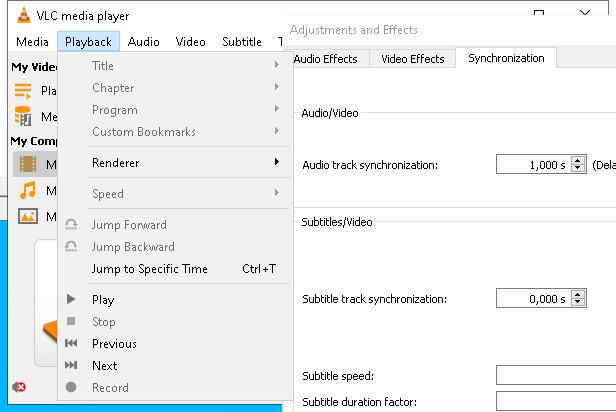 VLC media player
Media Playback Audio Video Subtitle
My Vide
Pla
Me
My Comp
M
M
M
Title
Chapter
Program
Custom Bookmarks
Renderer
Speed
Jump Forward
Jump Backward
Jump to Specific Time Ctrl+T
Play
Stop
Previous
Next
Record
Adjustments and Effects
Audio Effects Video Effects Synchronization
Audio/Video
Audio track synchronization: 1,000 s (Dela
Subtitles/Video
Subtitle track synchronization: 0,000 s
Subtitle speed:
Subtitle duration factor: